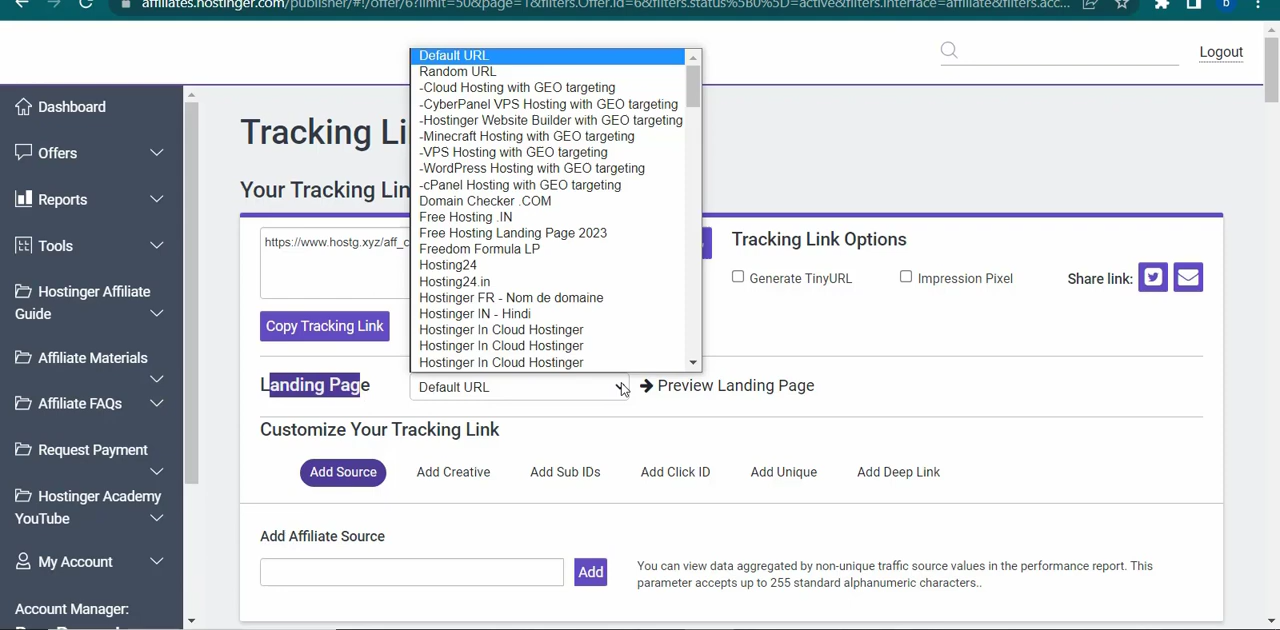 affiliates.hostinger.com/publisher/#!/offer/6?limit=50&page=1&filters.Offer.id=6&filters.status%5B0%5D=active&filters.interface=affiliate&filters.acc...
b
Logout
Dashboard
Offers
Reports
Tools
Hostinger Affiliate
Guide
Affiliate Materials
Affiliate FAQs
Request Payment
Hostinger Academy
YouTube
My Account
Account Manager:
Tracking Li
Your Tracking Lin
https://www.hostg.xyz/aff_c
Copy Tracking Link
Default URL
Random URL
-Cloud Hosting with GEO targeting
-CyberPanel VPS Hosting with GEO targeting
-Hostinger Website Builder with GEO targeting
-Minecraft Hosting with GEO targeting
-VPS Hosting with GEO targeting
-WordPress Hosting with GEO targeting
-cPanel Hosting with GEO targeting
Domain Checker .COM
Free Hosting .IN
Free Hosting Landing Page 2023
Freedom Formula LP
Hosting24
Hosting24.in
Hostinger FR - Nom de domaine
Hostinger IN - Hindi
Hostinger In Cloud Hostinger
Hostinger In Cloud Hostinger
Hostinger In Cloud Hostinger
Tracking Link Options
Generate TinyURL
Impression Pixel
Share link:
Landing Page
Default URL
Preview Landing Page
Customize Your Tracking Link
Add Source
Add Creative
Add Sub IDs
Add Click ID
Add Unique
Add Deep Link
Add Affiliate Source
Add
You can view data aggregated by non-unique traffic source values in the performance report. This
parameter accepts up to 255 standard alphanumeric characters..